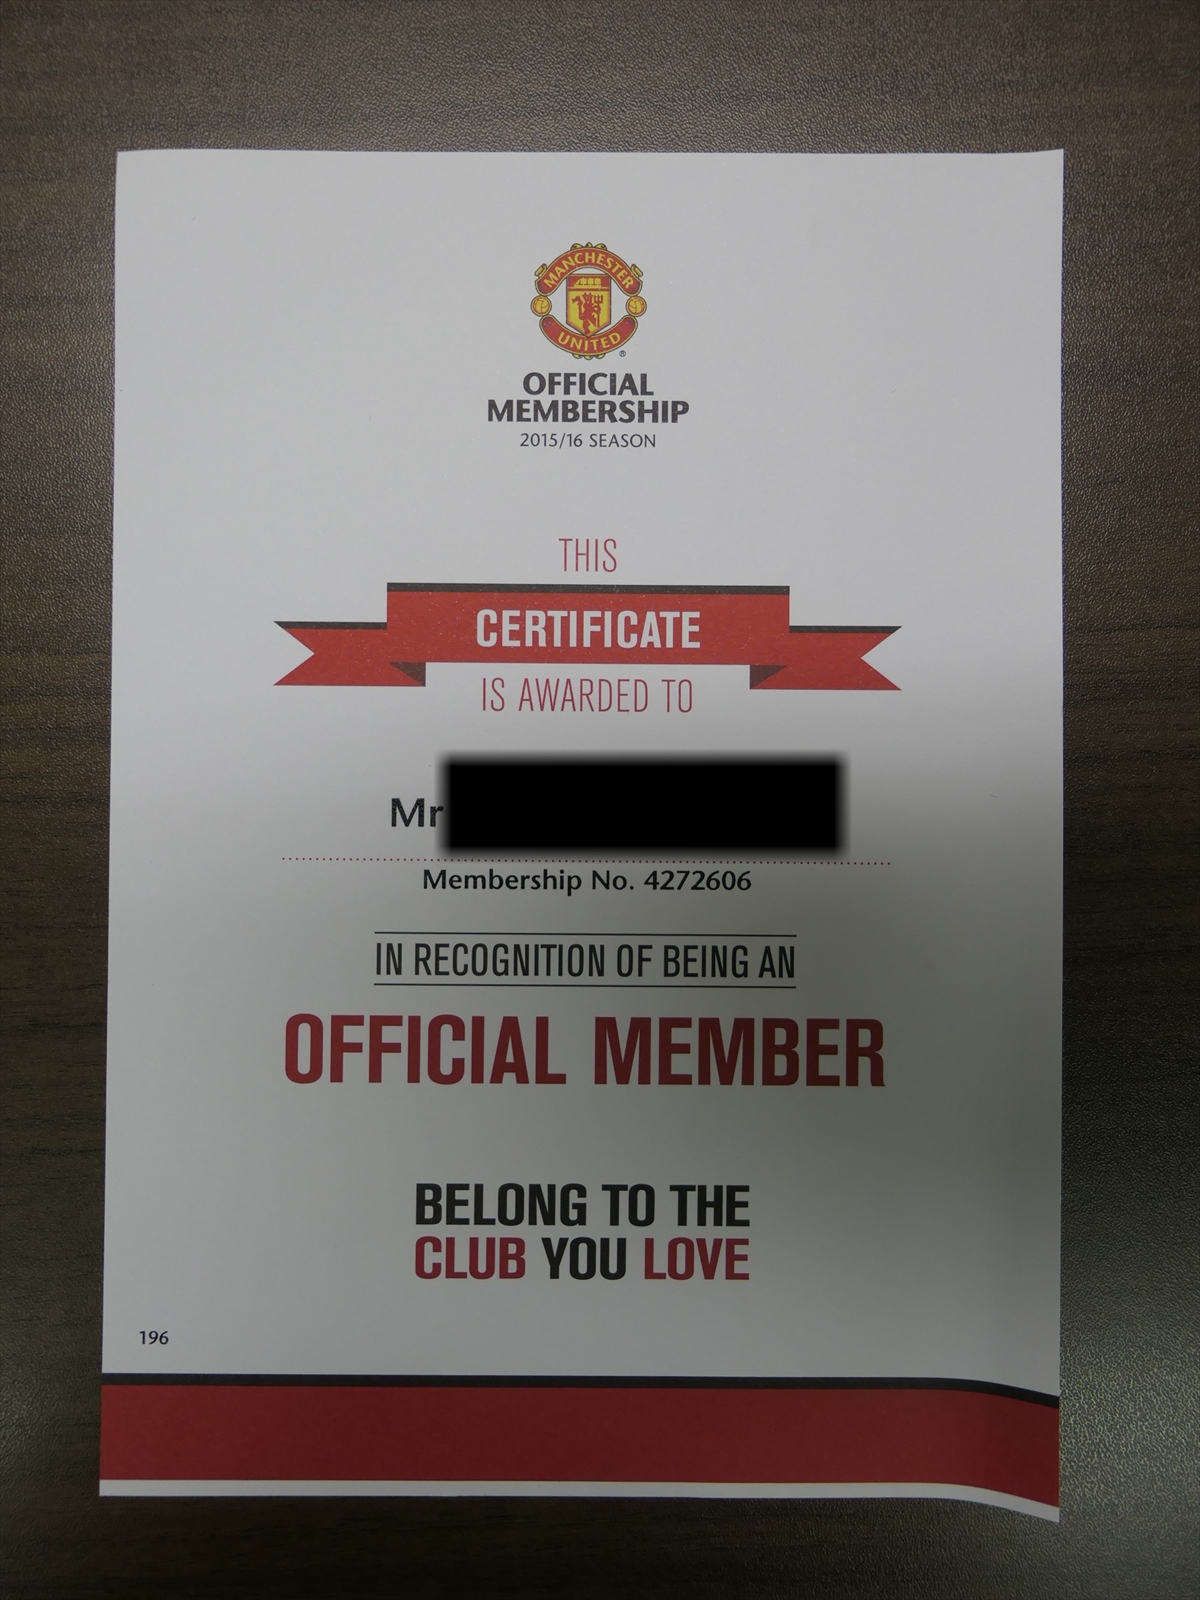 MANCHESTER
UNITED
®
OFFICIAL
MEMBERSHIP
2015/16 SEASON
THIS
CERTIFICATE
IS AWARDED TO
Mr
Membership No. 4272606
IN RECOGNITION OF BEING AN
OFFICIAL MEMBER
BELONG TO THE
CLUB YOU LOVE
196